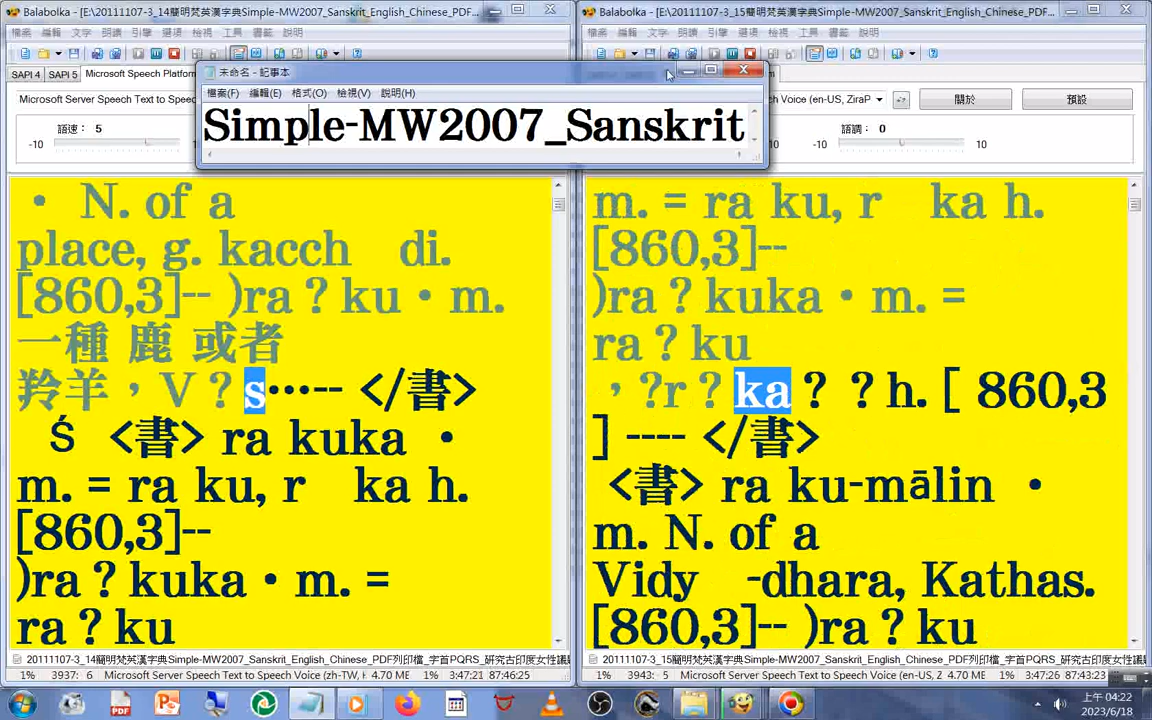 Balabolka - [E:\20111107-3_14簡明梵英漢字典Simple-MW2007_Sanskrit_English_Chinese_PDF...
檔案 編輯 文字 朗讀 引擎 選項 檢視 工具 書籤 說明
SAPI 4 SAPI 5 Microsoft Speech Platform
Microsoft Server Speech Text to Spee
語速： 5
-10
• N. of a
place, g. kacch di.
[860,3]-- )ra？ku•m.
一種 鹿 或者
羚羊，V？s…-- </書>
Ś <書> ra kuka •
m. = ra ku, r ka h.
[860,3]--
)ra？kuka•m. =
ra？ku
20111107-3_14簡明梵英漢字典Simple-MW2007_Sanskrit_English_Chinese_PDF列印檔_字首PQRS_研究古印度女性議
1% 3937: 6 Microsoft Server Speech Text to Speech Voice (zh-TW, H 4.70 ME 1% 3:47:21 87:46:25
未命名 - 記事本
檔案(F) 編輯(E) 格式(O) 檢視(V) 說明(H)
Simple-MW2007_Sanskrit
Balabolka - [E:\20111107-3_15簡明梵英漢字典Simple-MW2007_Sanskrit_English_Chinese_PDF...
檔案 編輯 文字 朗讀 引擎 選項 檢視 工具 書籤 說明
Voice (en-US, ZiraP
關於
預設
語調： 0
-10 10
10
m. = ra ku, r ka h.
[860,3]--
)ra？kuka•m. =
ra？ku
，?r？ka？？h. [ 860,3
] ---- </書>
<書> ra ku-mālin •
m. N. of a
Vidy -dhara, Kathas.
[860,3]-- )ra？ku
20111107-3_15簡明梵英漢字典Simple-MW2007_Sanskrit_English_Chinese_PDF列印檔_字首PQRS_研究古印度女性議
1% 3943: 5 Microsoft Server Speech Text to Speech Voice (en-US, Z 4.70 ME 1% 3:47:21 87:43:23
上午 04:22
2023/6/18